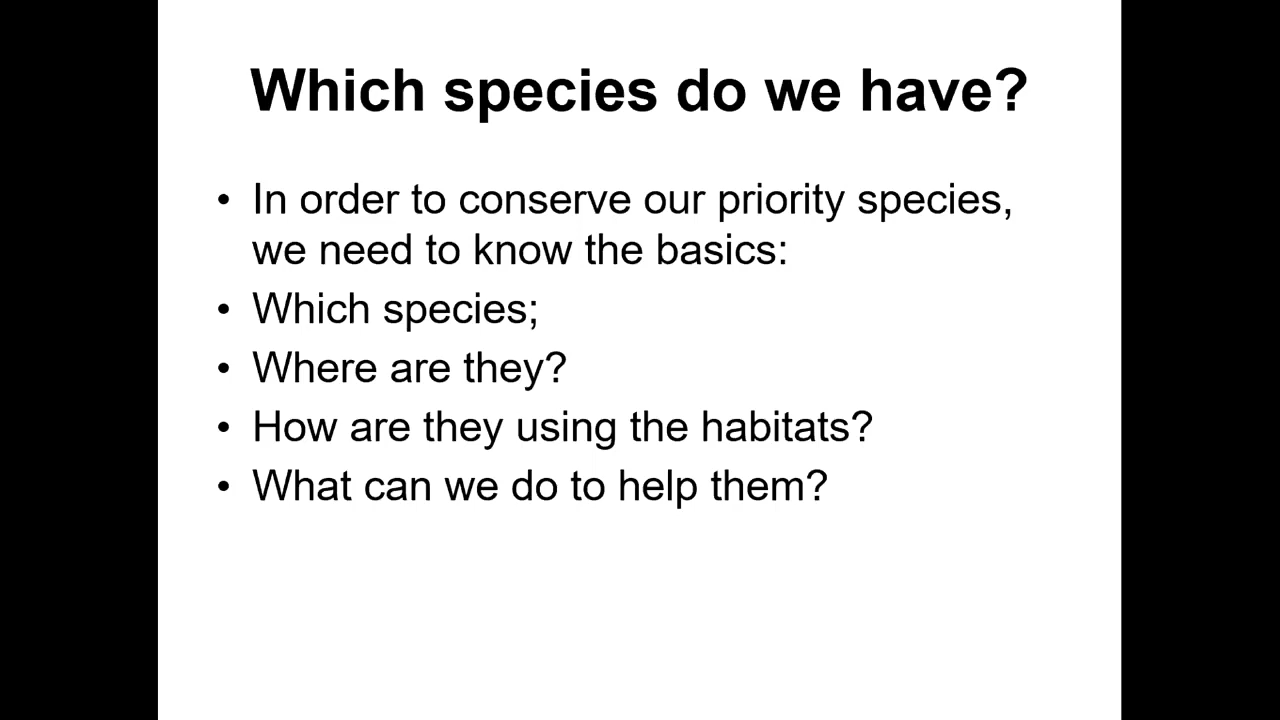 Which species do we have?
• In order to conserve our priority species,
we need to know the basics:
• Which species;
• Where are they?
• How are they using the habitats?
• What can we do to help them?